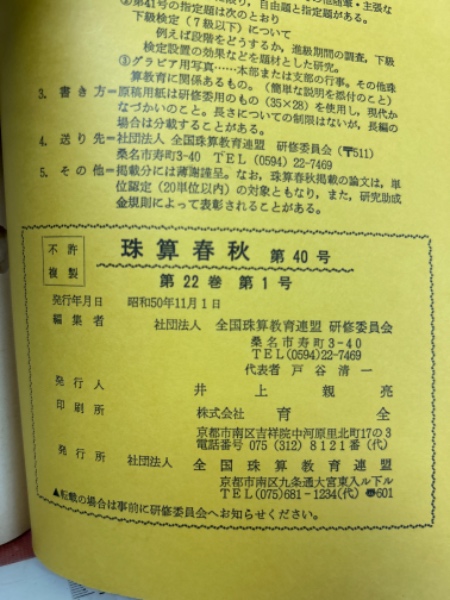 第41号の指定題は次のとおり
下級検定(7級以下)について
例えば段階をどうするか,進級期間の調査,下級
検定設置の効果などを題材とした研究。
③グラビア用写真……本部または支部の行事。その他珠
算教育に関係あるもの。(簡単な説明を添付のこと)
3. 書き方=原稿用紙は研修委用のもの(35×28)を使用し,現代か
なづかいのこと。長さについての制限はないが,長編の
場合は分載することがある。
4. 送り先=社団法人 全国珠算教育連盟 研修委員会(〒511)
桑名市寿町3-40 TEL(0594)22-7469
5. その他=掲載分には薄謝謹呈。なお,珠算春秋掲載の論文は,単
位認定(20単位以内)の対象ともなり,また,研究助成
金規則によって表彰されることがある。
不許
複製
珠算春秋 第40号
第22巻 第1号
発行年月日 昭和50年11月1日
編集者 社団法人 全国珠算教育連盟 研修委員会
桑名市寿町3-40
TEL(0594)22-7469
代表者 戸谷清一
発行人 井上親亮
印刷所 株式会社 育全
京都市南区吉祥院中河原里北町17の3
電話番号 075(312)8121番(代)
発行所 社団法人 全国珠算教育連盟
京都市南区九条通大宮東入ル下ル
TEL(075)681-1234(代) 〠601
▲転載の場合は事前に研修委員会へお知らせください。